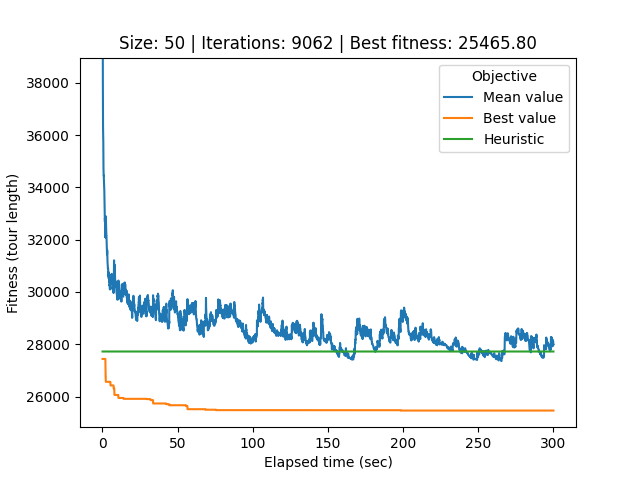 Size: 50 | Iterations: 9062 | Best fitness: 25465.80
Objective
Mean value
Best value
Heuristic
38000
36000
34000
32000
30000
28000
26000
Fitness (tour length)
0 50 100 150 200 250 300
Elapsed time (sec)